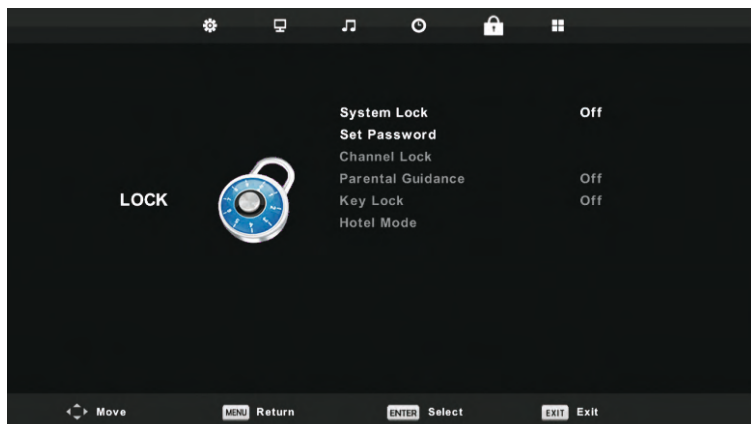 System Lock Off
Set Password
Channel Lock
Parental Guidance Off
LOCK
Key Lock Off
Hotel Mode
Move MENU Return ENTER Select EXIT Exit